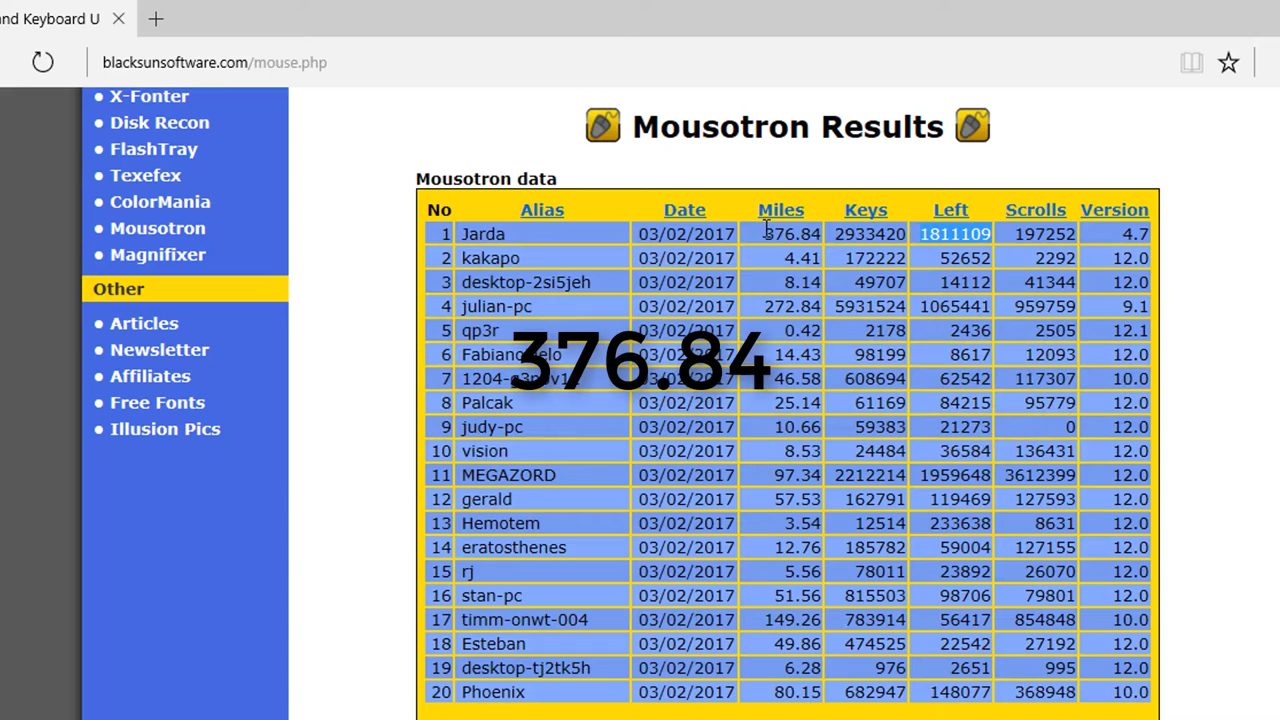 nd Keyboard U
blacksunsoftware.com/mouse.php
X-Fonter
Disk Recon
FlashTray
Texefex
ColorMania
Mousotron
Magnifixer
Other
Articles
Newsletter
Affiliates
Free Fonts
Illusion Pics
Mousotron Results
Mousotron data
No Alias Date Miles Keys Left Scrolls Version
1 Jarda 03/02/2017 376.84 2933420 1811109 197252 4.7
2 kakapo 03/02/2017 4.41 172222 52652 2292 12.0
3 desktop-2si5jeh 03/02/2017 8.14 49707 14112 41344 12.0
4 julian-pc 03/02/2017 272.84 5931524 1065441 959759 9.1
5 qp3r 03/02/2017 0.42 2178 2436 2505 12.1
6 03/02/2017 14.43 98199 8617 12093 12.0
376.84
7 03/02/2017 46.58 608694 62542 117307 10.0
8 Palcak 03/02/2017 25.14 61169 84215 95779 12.0
9 judy-pc 03/02/2017 10.66 59383 21273 0 12.0
10 vision 03/02/2017 8.53 24484 36584 136431 12.0
11 MEGAZORD 03/02/2017 97.34 2212214 1959648 3612399 12.0
12 gerald 03/02/2017 57.53 162791 119469 127593 12.0
13 Hemotem 03/02/2017 3.54 12514 233638 8631 12.0
14 eratosthenes 03/02/2017 12.76 185782 59004 127155 12.0
15 rj 03/02/2017 5.56 78011 23892 26070 12.0
16 stan-pc 03/02/2017 51.56 815503 98706 79801 12.0
17 timm-onwt-004 03/02/2017 149.26 783914 56417 854848 10.0
18 Esteban 03/02/2017 49.86 474525 22542 27192 12.0
19 desktop-tj2tk5h 03/02/2017 6.28 976 2651 995 12.0
20 Phoenix 03/02/2017 80.15 682947 148077 368948 10.0